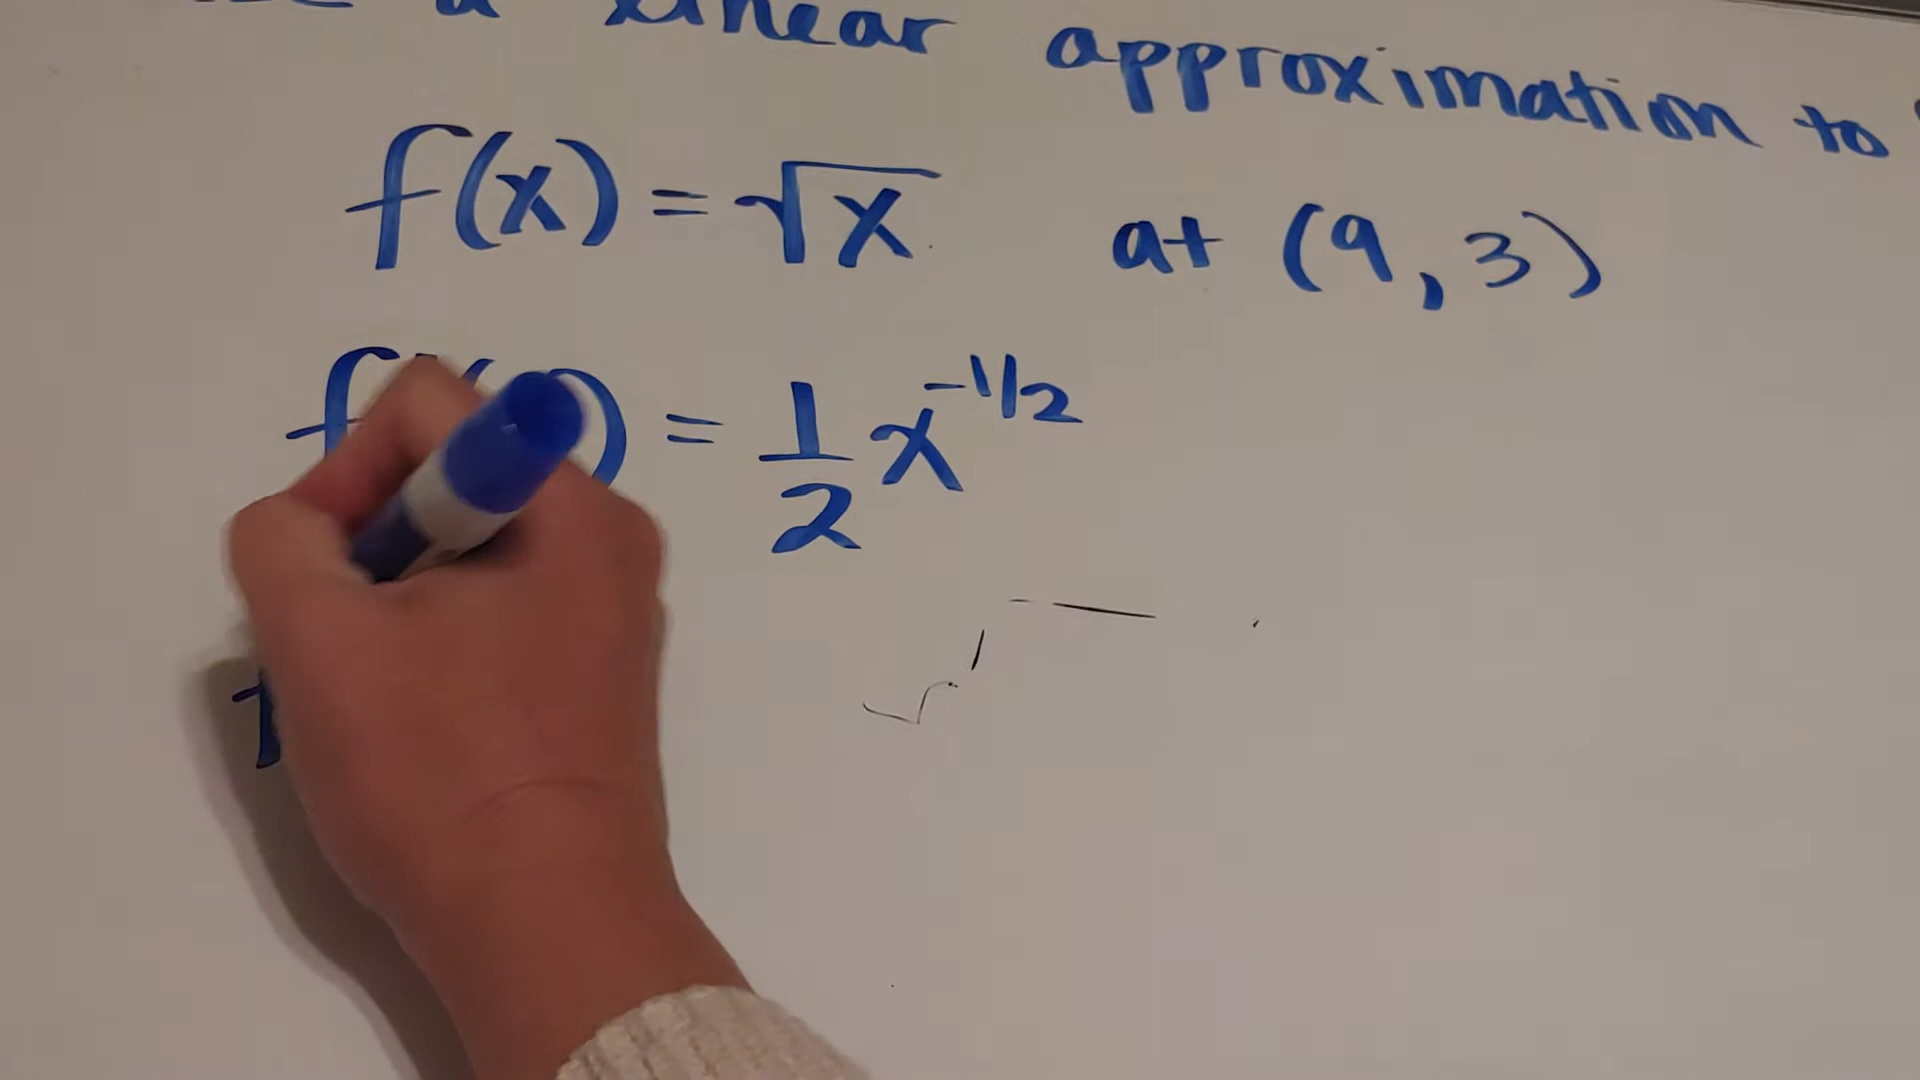 a linear approximation to
f(x) = √x at (9,3)
= 1/2 x^-1/2